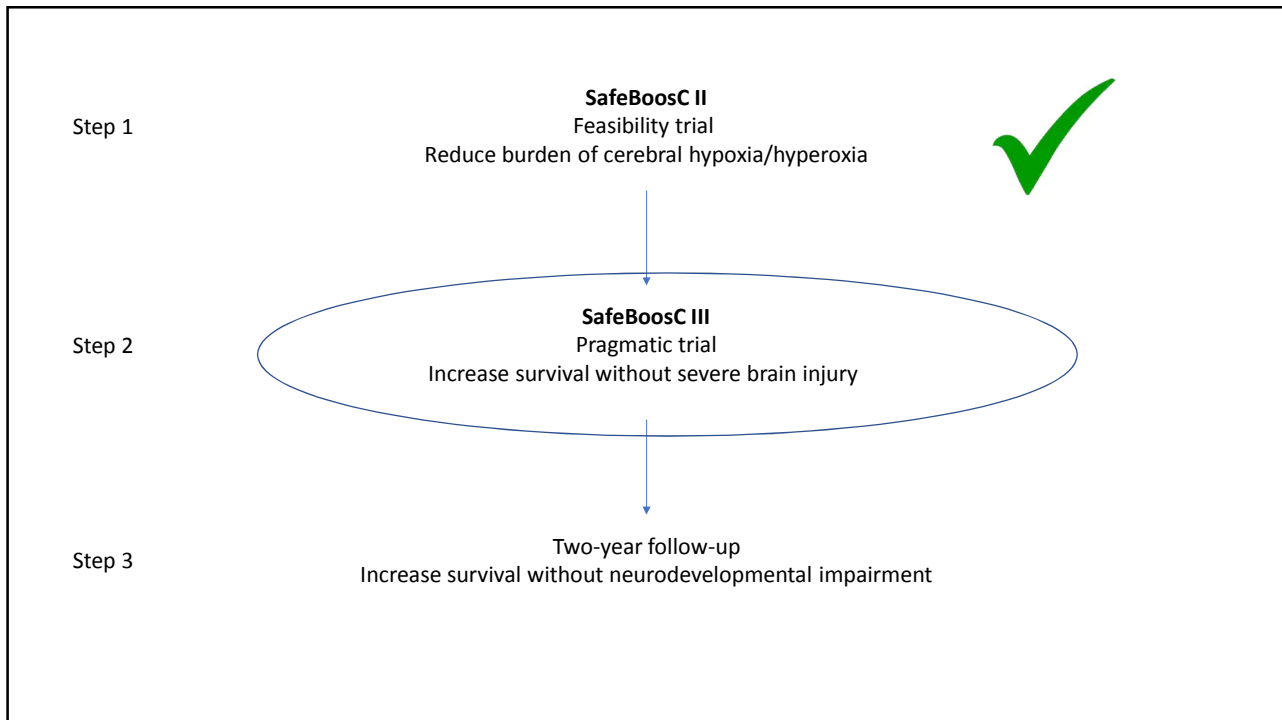 Step 1
SafeBoosC II
Feasibility trial
Reduce burden of cerebral hypoxia/hyperoxia
Step 2
SafeBoosC III
Pragmatic trial
Increase survival without severe brain injury
Step 3
Two-year follow-up
Increase survival without neurodevelopmental impairment